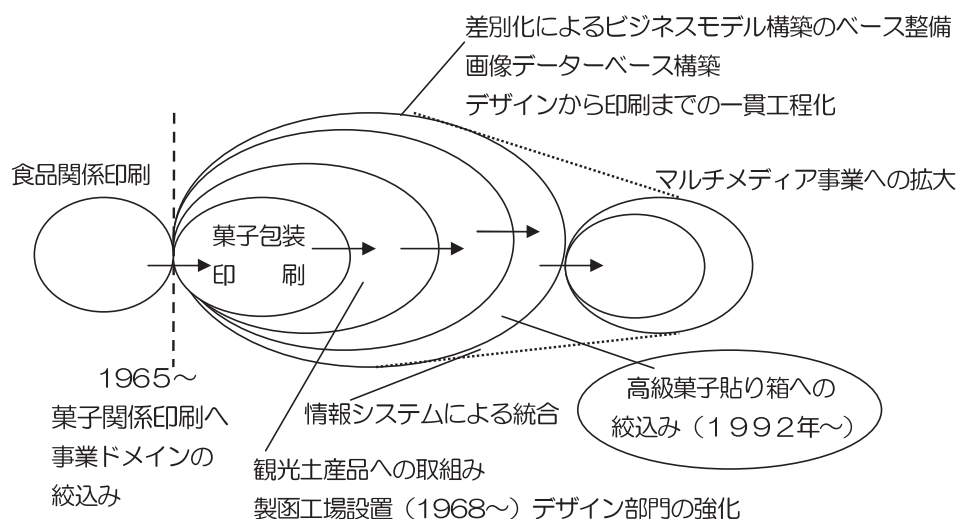 差別化によるビジネスモデル構築のベース整備
画像データーベース構築
デザインから印刷までの一貫工程化
食品関係印刷
マルチメディア事業への拡大
菓子包装
印　　刷
1965～
菓子関係印刷へ
事業ドメインの
絞込み
情報システムによる統合
高級菓子貼り箱への
絞込み（１９９２年～）
観光土産品への取組み
製函工場設置（1968～）デザイン部門の強化